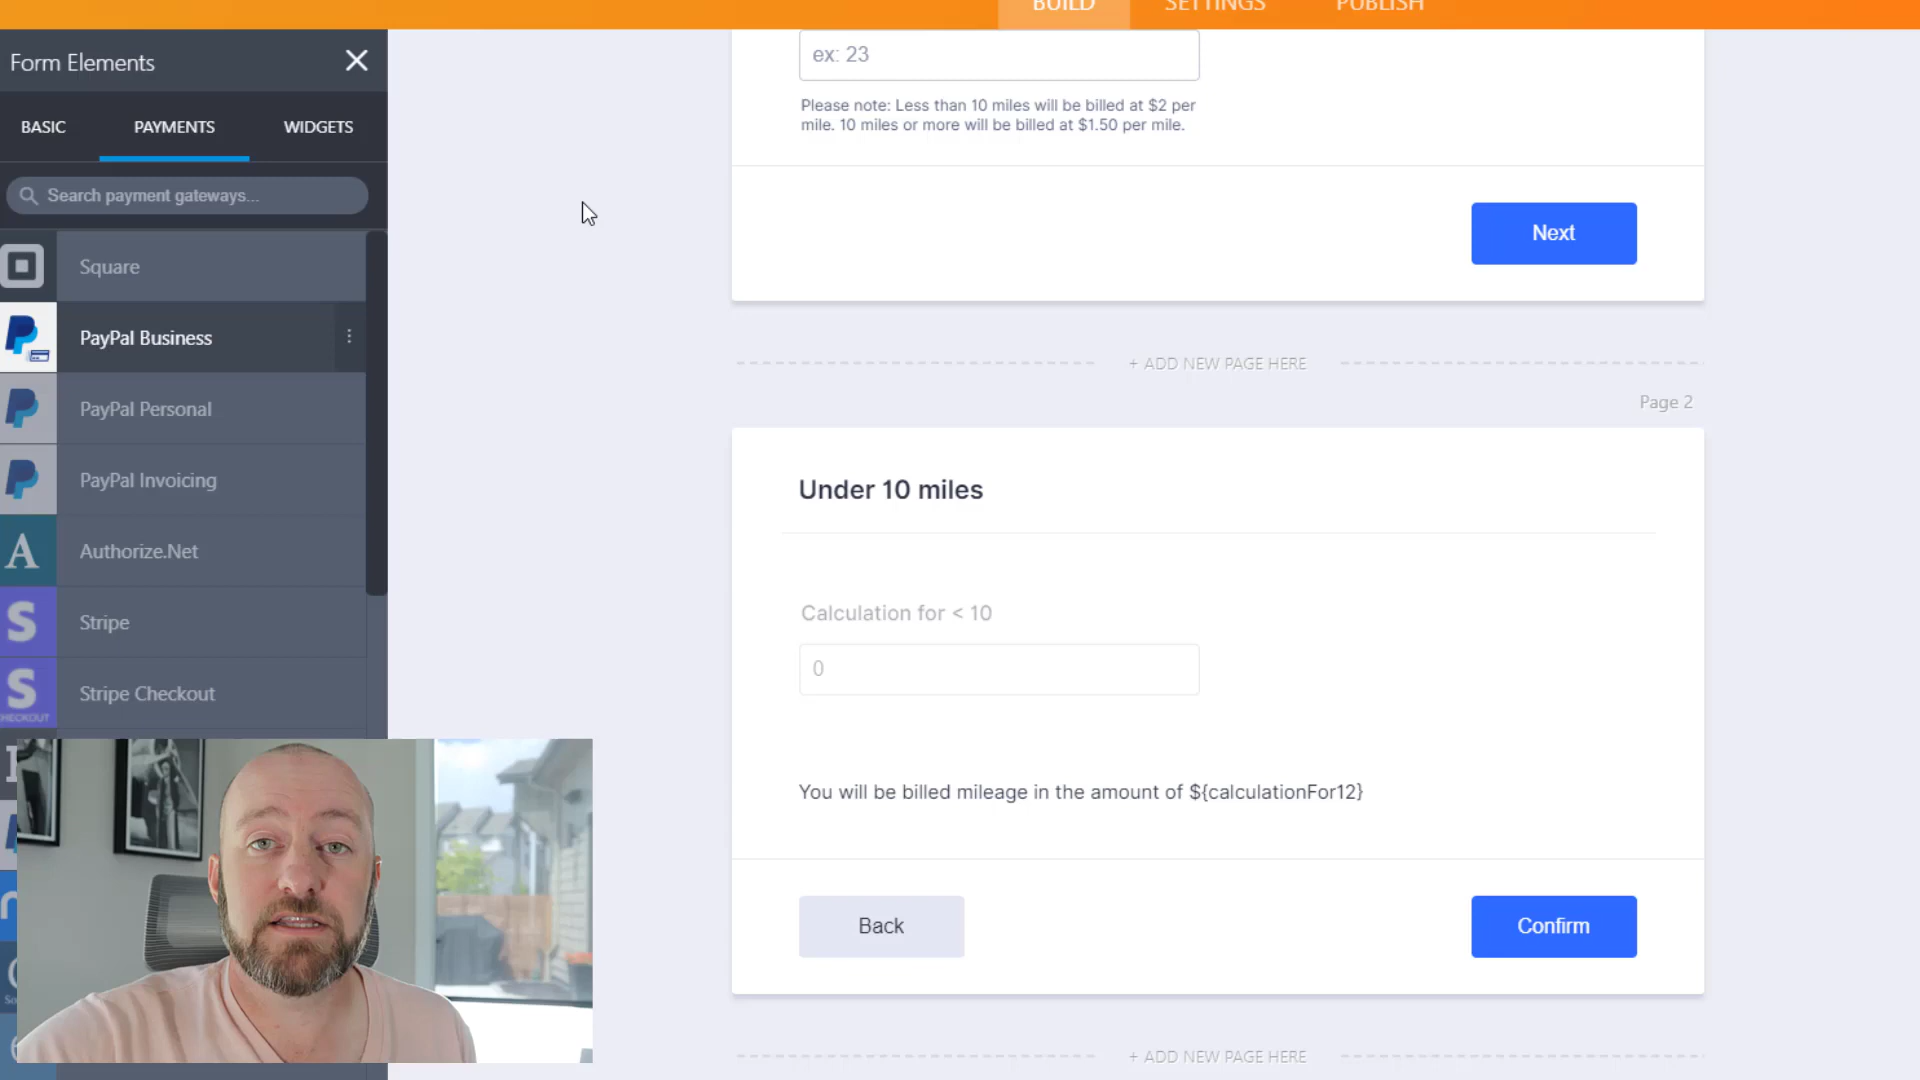 BUILD
SETTINGS
PUBLISH
Form Elements
BASIC
PAYMENTS
WIDGETS
Search payment gateways...
Square
PayPal Business
PayPal Personal
PayPal Invoicing
Authorize.Net
Stripe
Stripe Checkout
CHECKOUT
ex: 23
Please note: Less than 10 miles will be billed at $2 per
mile. 10 miles or more will be billed at $1.50 per mile.
Next
+ ADD NEW PAGE HERE
Page 2
Under 10 miles
Calculation for < 10
0
You will be billed mileage in the amount of ${calculationFor12}
Back
Confirm
+ ADD NEW PAGE HERE